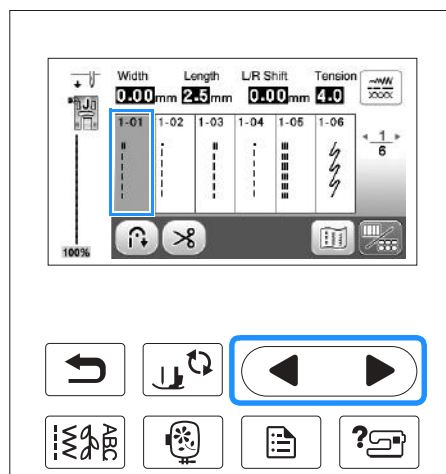 Width Length L/R Shift Tension
0.00mm 2.5mm 0.00mm 4.0
J
1-01 1-02 1-03 1-04 1-05 1-06
1
6
100%
ABC
?